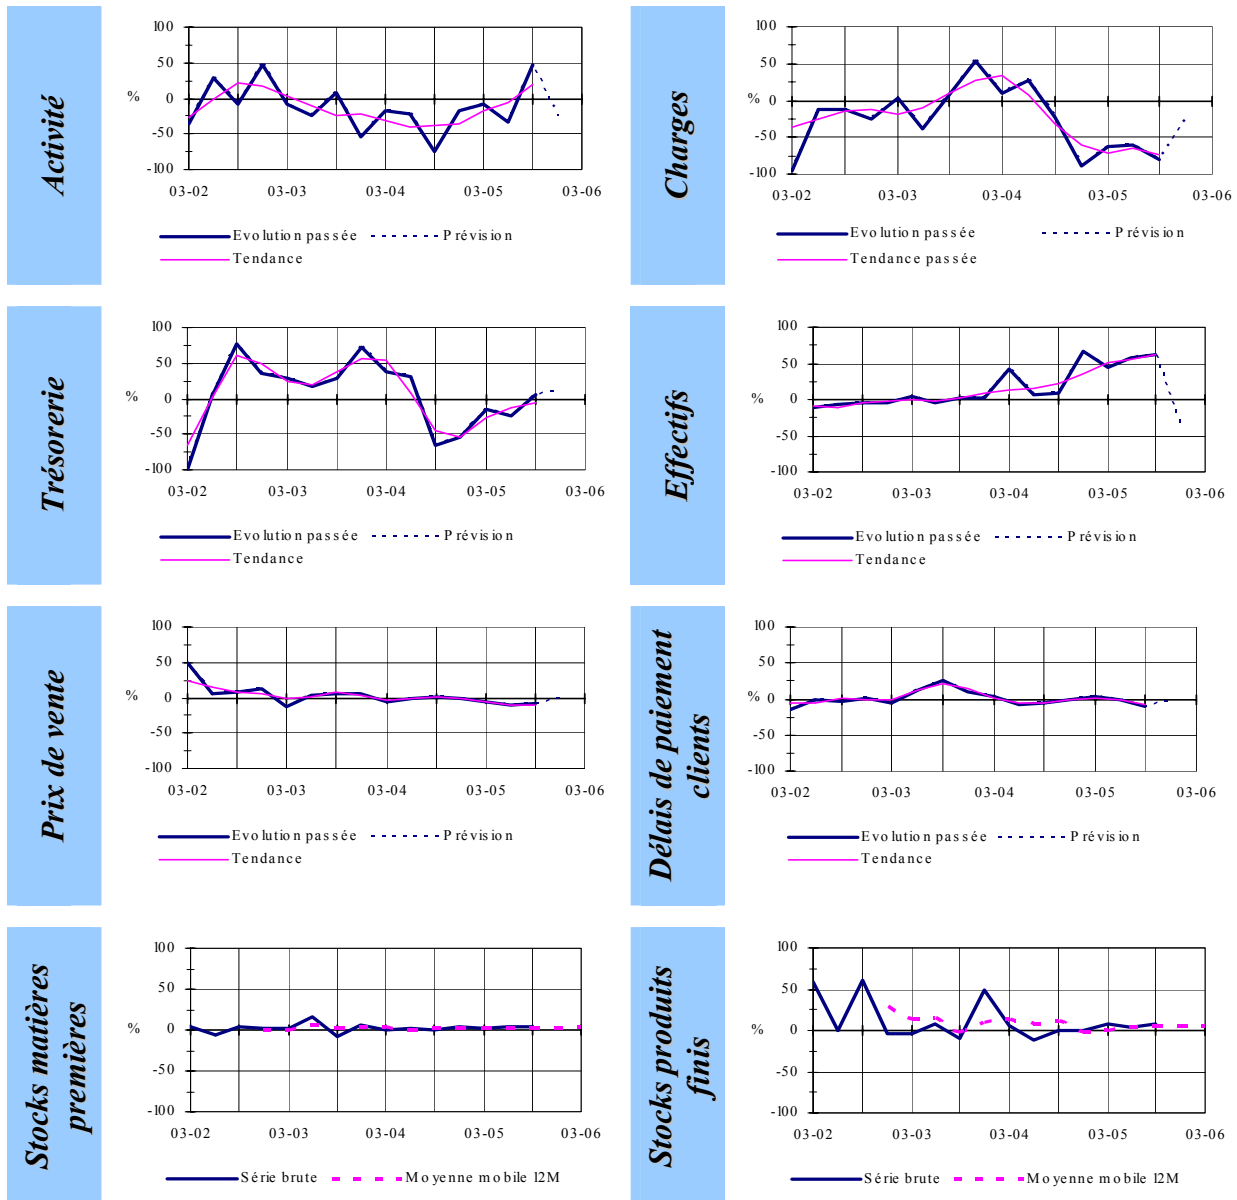 Activité
100
50
%
0
-50
-100
03-02 03-03 03-04 03-05 03-06
Evolution passée Prévision
Tendance
Charges
100
50
%
0
-50
-100
03-02 03-03 03-04 03-05 03-06
Evolution passée Prévision
Tendance passée
Trésorerie
100
50
%
0
-50
-100
03-02 03-03 03-04 03-05 03-06
Evolution passée Prévision
Tendance
Effectifs
100
50
%
0
-50
-100
03-02 03-03 03-04 03-05 03-06
Evolution passée Prévision
Tendance
Prix de vente
100
50
%
0
-50
-100
03-02 03-03 03-04 03-05 03-06
Evolution passée Prévision
Tendance
Délais de paiement
clients
100
50
%
0
-50
-100
03-02 03-03 03-04 03-05 03-06
Evolution passée Prévision
Tendance
Stocks matières
premières
100
50
%
0
-50
-100
03-02 03-03 03-04 03-05 03-06
Série brute Moyenne mobile 12M
Stocks produits
finis
100
50
%
0
-50
-100
03-02 03-03 03-04 03-05 03-06
Série brute Moyenne mobile 12M